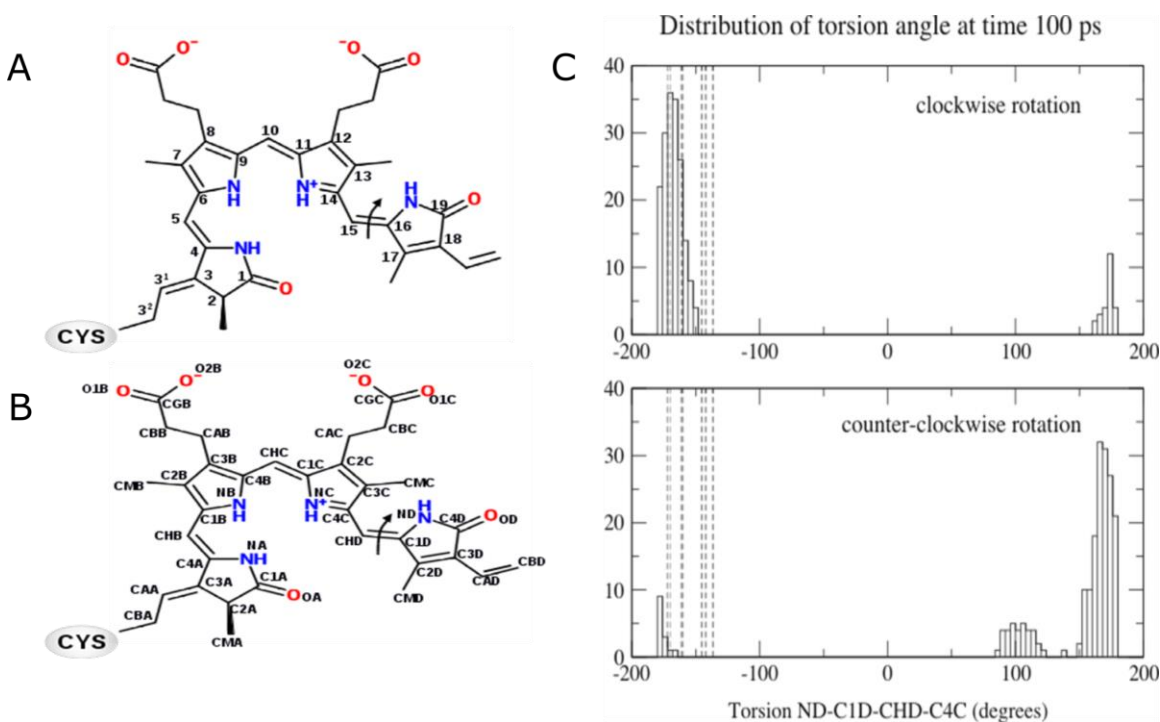 A
O
O⁻
⁻O
O
8
10
11
12
7
9
13
6
N
H
N⁺
H
14
5
15
H
N
19
O
16
4
NH
17
18
3¹
3
1
O
2
3²
CYS
B
O1B
O
O⁻
O2B
O2C
⁻O
O
O1C
CGB
CGC
CBB
CAB
CAC
CBC
CHC
C3B
C1C
C2C
C2B
CMB
C4B
NB
N
H
NC
N⁺
H
C3C
CMC
C1B
C4C
CHB
CHD
ND
H
N
C4D
O
OD
C1D
C3D
C4A
NA
NH
C2D
CBD
CAD
CMD
CAA
C3A
C1A
O
OA
CBA
C2A
CMA
CYS
C
Distribution of torsion angle at time 100 ps
clockwise rotation
40
30
20
10
0
-200
-100
0
100
200
counter-clockwise rotation
40
30
20
10
0
-200
-100
0
100
200
Torsion ND-C1D-CHD-C4C (degrees)